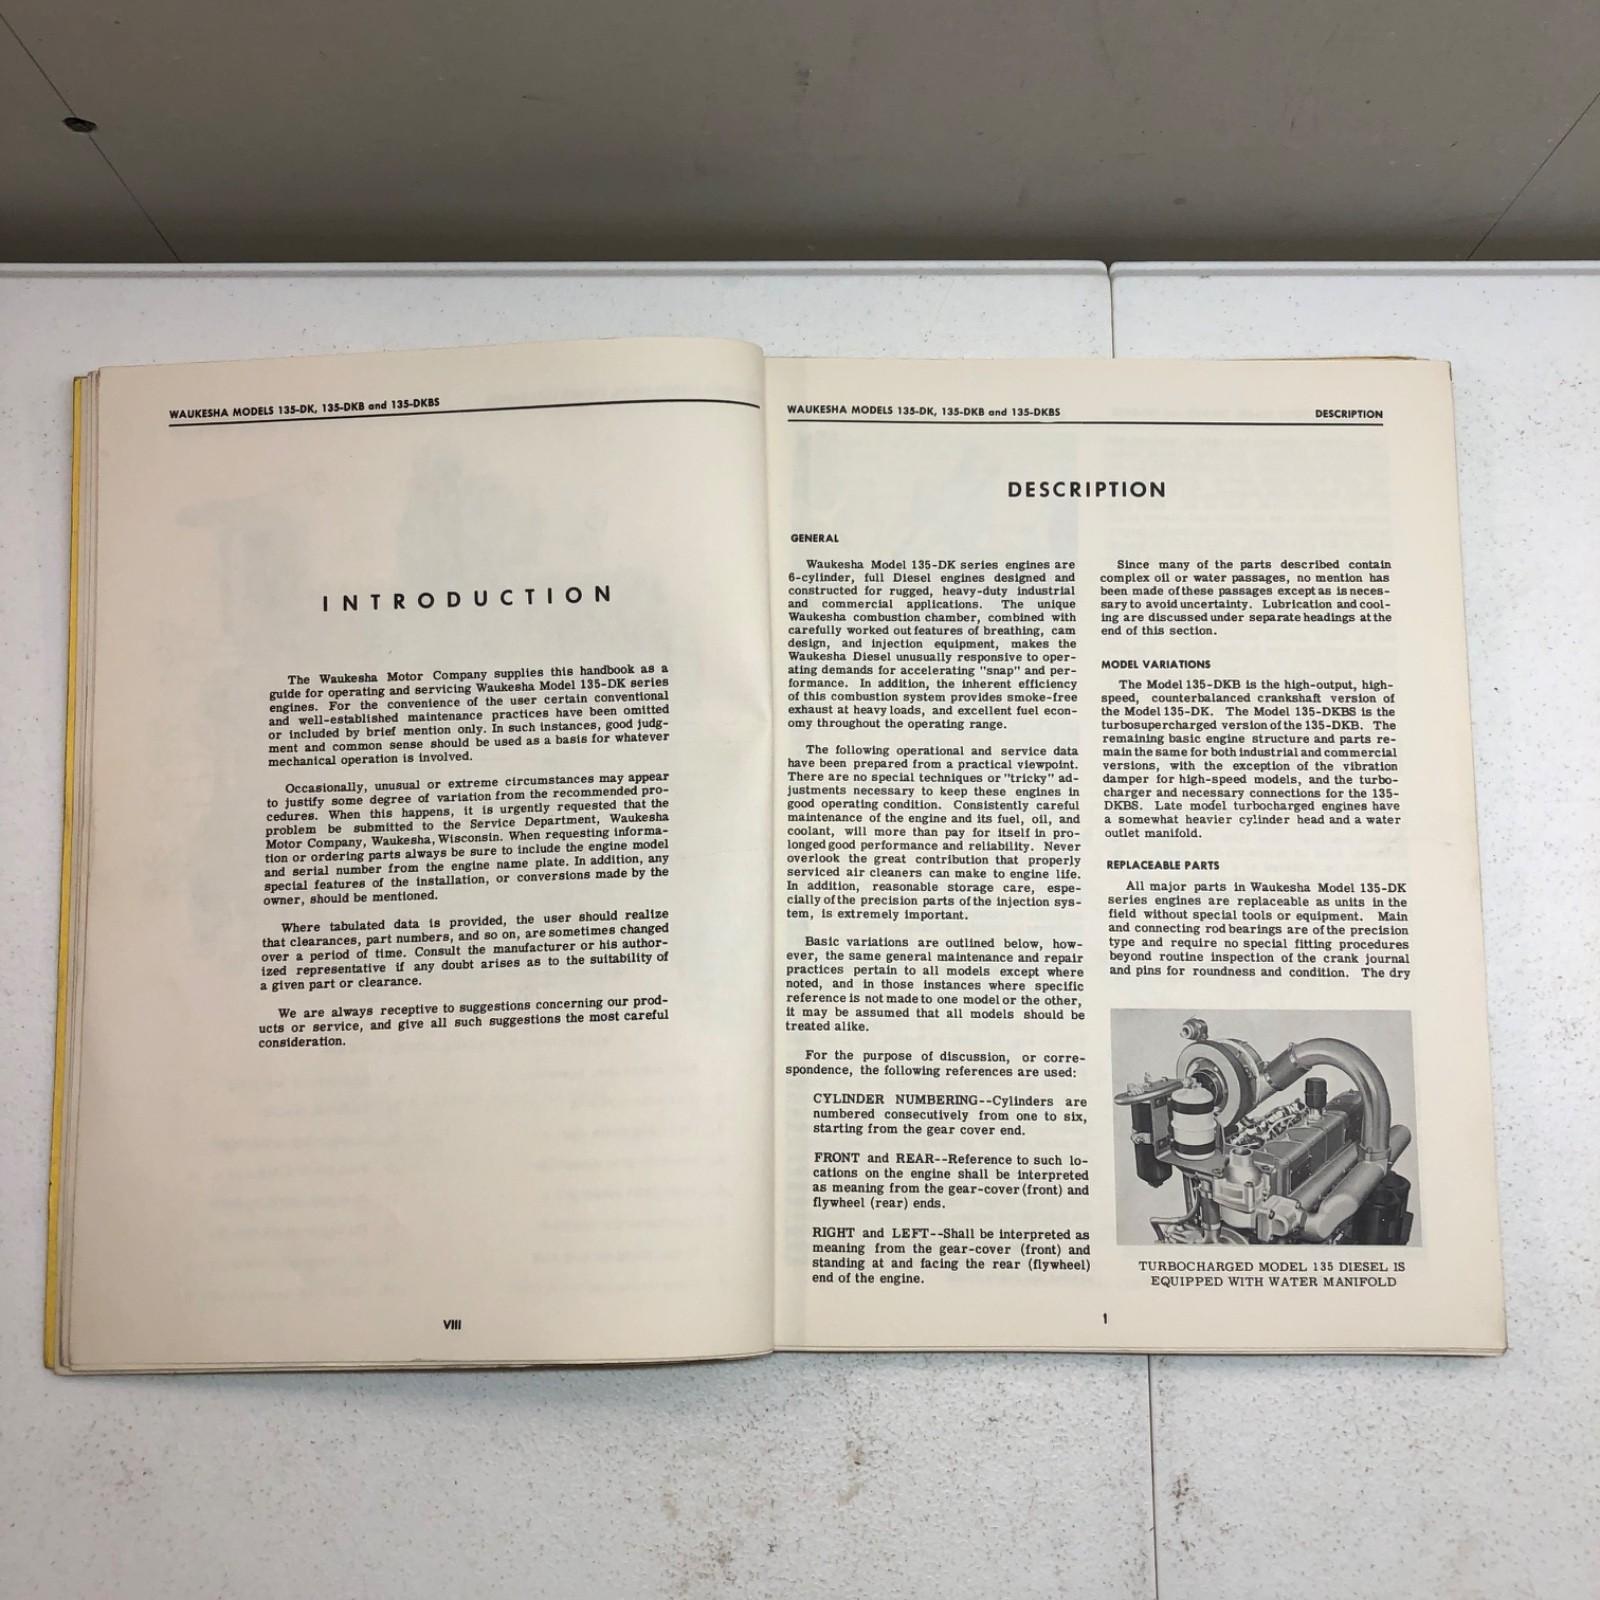 WAUKESHA MODELS 135-DK, 135-DKB and 135-DKBS
INTRODUCTION
The Waukesha Motor Company supplies this handbook as a
guide for operating and servicing Waukesha Model 135-DK series
engines. For the convenience of the user certain conventional
and well-established maintenance practices have been omitted
or included by brief mention only. In such instances, good judg-
ment and common sense should be used as a basis for whatever
mechanical operation is involved.
Occasionally, unusual or extreme circumstances may appear
to justify some degree of variation from the recommended pro-
cedures. When this happens, it is urgently requested that the
problem be submitted to the Service Department, Waukesha
Motor Company, Waukesha, Wisconsin. When requesting informa-
tion or ordering parts always be sure to include the engine model
and serial number from the engine name plate. In addition, any
special features of the installation, or conversions made by the
owner, should be mentioned.
Where tabulated data is provided, the user should realize
that clearances, part numbers, and so on, are sometimes changed
over a period of time. Consult the manufacturer or his author-
ized representative if any doubt arises as to the suitability of
a given part or clearance.
We are always receptive to suggestions concerning our prod-
ucts or service, and give all such suggestions the most careful
consideration.
VIII
WAUKESHA MODELS 135-DK, 135-DKB and 135-DKBS
DESCRIPTION
DESCRIPTION
GENERAL
Waukesha Model 135-DK series engines are
6-cylinder, full Diesel engines designed and
constructed for rugged, heavy-duty industrial
and commercial applications. The unique
Waukesha combustion chamber, combined with
carefully worked out features of breathing, cam
design, and injection equipment, makes the
Waukesha Diesel unusually responsive to oper-
ating demands for accelerating "snap" and per-
formance. In addition, the inherent efficiency
of this combustion system provides smoke-free
exhaust at heavy loads, and excellent fuel econ-
omy throughout the operating range.
The following operational and service data
have been prepared from a practical viewpoint.
There are no special techniques or "tricky" ad-
justments necessary to keep these engines in
good operating condition. Consistently careful
maintenance of the engine and its fuel, oil, and
coolant, will more than pay for itself in pro-
longed good performance and reliability. Never
overlook the great contribution that properly
serviced air cleaners can make to engine life.
In addition, reasonable storage care, espe-
cially of the precision parts of the injection sys-
tem, is extremely important.
Basic variations are outlined below, how-
ever, the same general maintenance and repair
practices pertain to all models except where
noted, and in those instances where specific
reference is not made to one model or the other,
it may be assumed that all models should be
treated alike.
For the purpose of discussion, or corre-
spondence, the following references are used:
CYLINDER NUMBERING--Cylinders are
numbered consecutively from one to six,
starting from the gear cover end.
FRONT and REAR--Reference to such lo-
cations on the engine shall be interpreted
as meaning from the gear-cover (front) and
flywheel (rear) ends.
RIGHT and LEFT--Shall be interpreted as
meaning from the gear-cover (front) and
standing at and facing the rear (flywheel)
end of the engine.
Since many of the parts described contain
complex oil or water passages, no mention has
been made of these passages except as is neces-
sary to avoid uncertainty. Lubrication and cool-
ing are discussed under separate headings at the
end of this section.
MODEL VARIATIONS
The Model 135-DKB is the high-output, high-
speed, counterbalanced crankshaft version of
the Model 135-DK. The Model 135-DKBS is the
turbosupercharged version of the 135-DKB. The
remaining basic engine structure and parts re-
main the same for both industrial and commercial
versions, with the exception of the vibration
damper for high-speed models, and the turbo-
charger and necessary connections for the 135-
DKBS. Late model turbocharged engines have
a somewhat heavier cylinder head and a water
outlet manifold.
REPLACEABLE PARTS
All major parts in Waukesha Model 135-DK
series engines are replaceable as units in the
field without special tools or equipment. Main
and connecting rod bearings are of the precision
type and require no special fitting procedures
beyond routine inspection of the crank journal
and pins for roundness and condition. The dry
TURBOCHARGED MODEL 135 DIESEL IS
EQUIPPED WITH WATER MANIFOLD
1